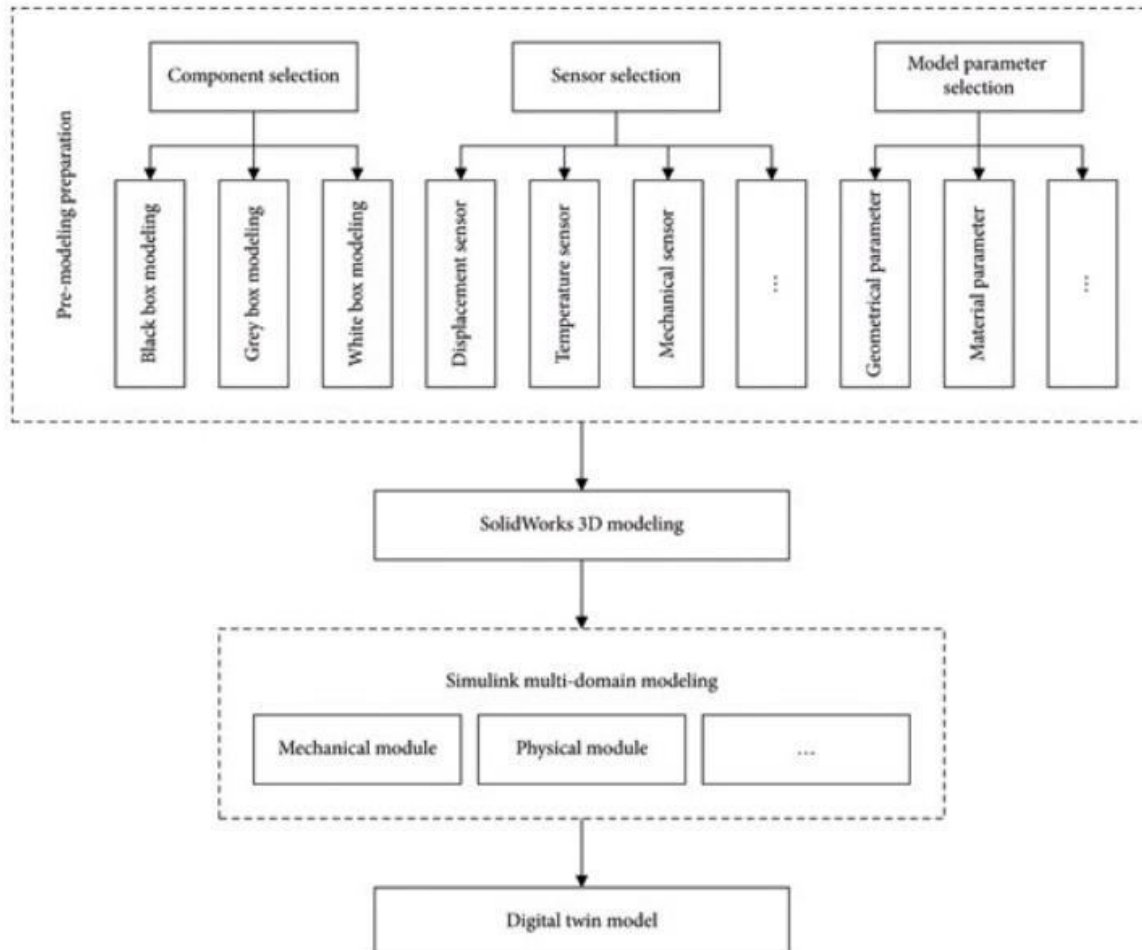 Component selection
Sensor selection
Model parameter
selection
Pre-modeling preparation
Black box modeling
Grey box modeling
White box modeling
Displacement sensor
Temperature sensor
Mechanical sensor
...
Geometrical parameter
Material parameter
...
SolidWorks 3D modeling
Simulink multi-domain modeling
Mechanical module
Physical module
...
Digital twin model